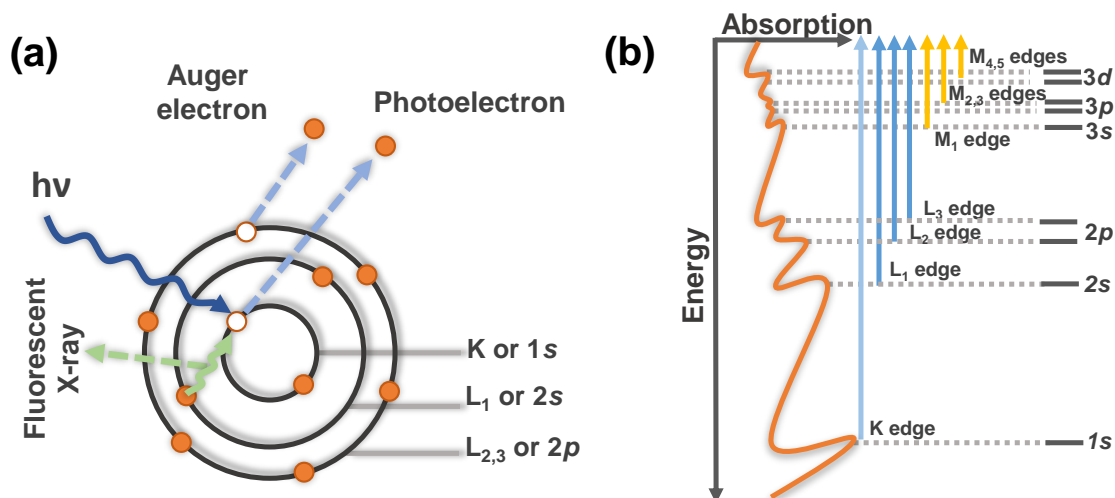 (a)
Auger
electron
Photoelectron
hν
Fluorescent
X-ray
K or 1s
L1 or 2s
L2,3 or 2p
(b)
Absorption
Energy
M4,5 edges
3d
M2,3 edges
3p
M1 edge
3s
L3 edge
2p
L2 edge
L1 edge
2s
K edge
1s